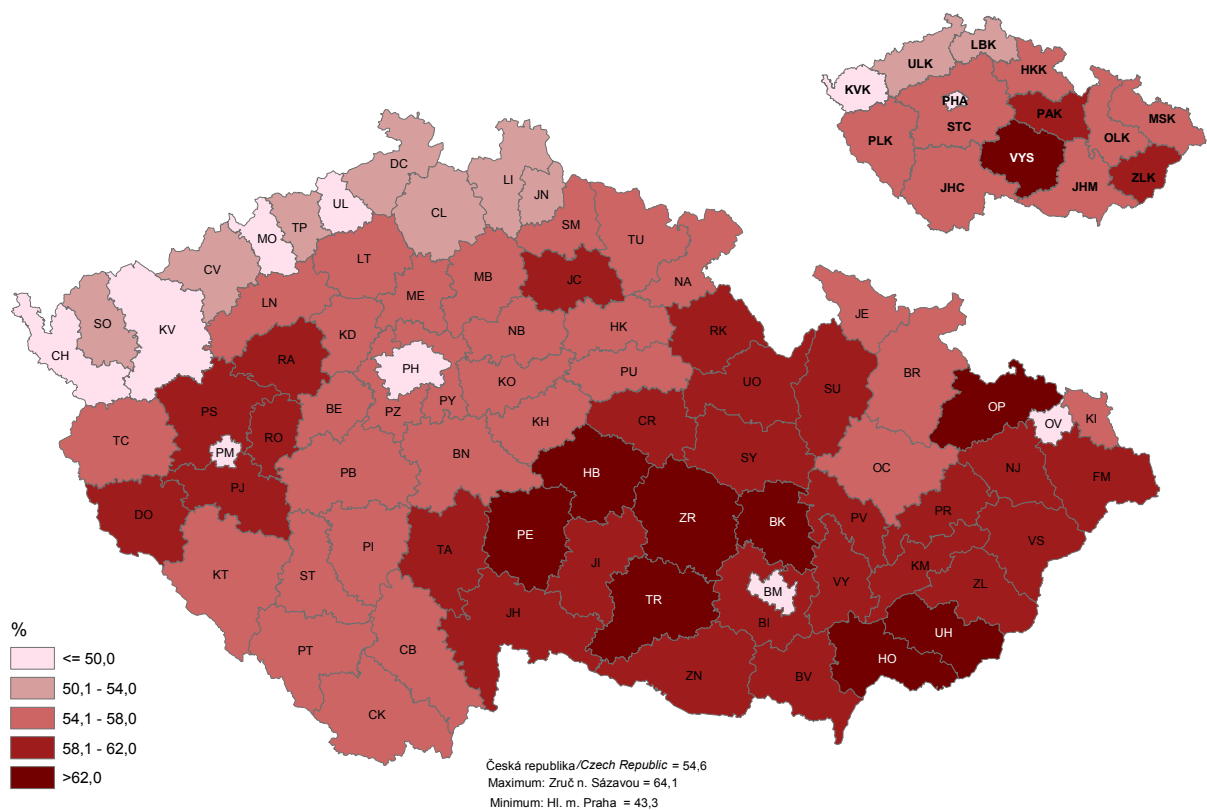 LBK
ULK
HKK
KVK
PHA
PAK
MSK
STC
OLK
PLK
VYS
ZLK
JHC
JHM
DC
LI
JN
UL
CL
TP
SM
MO
TU
LT
CV
MB
JC
NA
ME
LN
SO
KV
JE
KD
NB
HK
RK
CH
RA
PH
BR
PU
KO
UO
SU
PY
BE
PZ
OP
PS
KH
CR
OV
KI
RO
TC
PM
BN
SY
OC
PB
HB
NJ
FM
PJ
DO
ZR
BK
PV
PR
PE
VS
PI
TA
JI
KM
KT
ST
VY
ZL
BM
TR
JH
BI
UH
%
CB
PT
HO
<= 50,0
ZN
BV
50,1 - 54,0
CK
54,1 - 58,0
58,1 - 62,0
>62,0
Česká republika/Czech Republic = 54,6
Maximum: Zruč n. Sázavou = 64,1
Minimum: Hl. m. Praha = 43,3